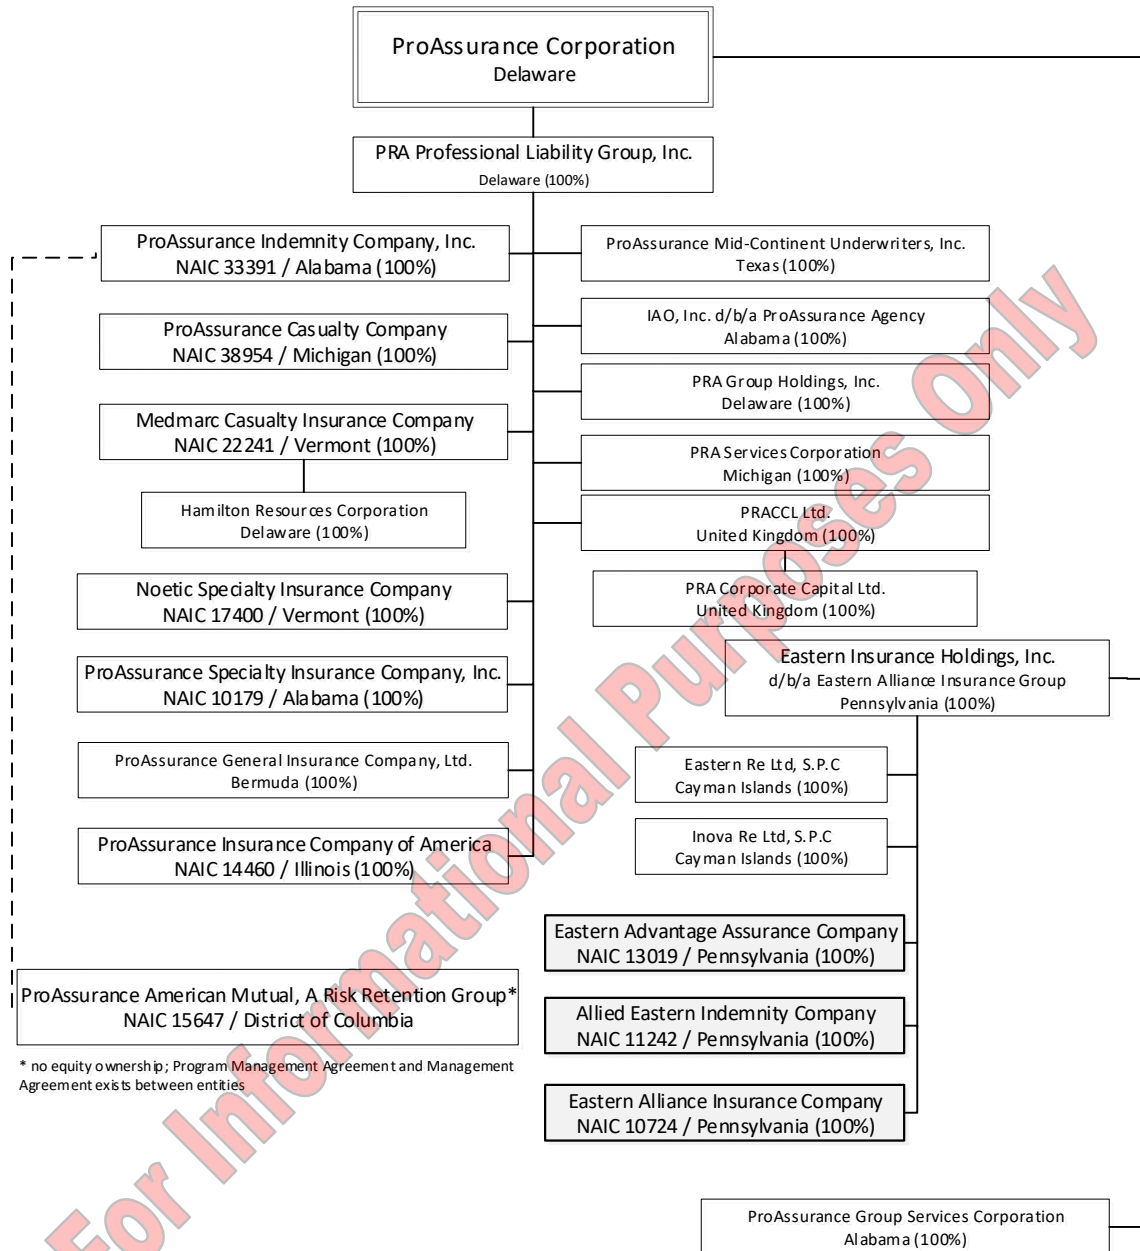 ProAssurance Corporation
Delaware
PRA Professional Liability Group, Inc.
Delaware (100%)
ProAssurance Indemnity Company, Inc.
NAIC 33391 / Alabama (100%)
ProAssurance Casualty Company
NAIC 38954 / Michigan (100%)
Medmarc Casualty Insurance Company
NAIC 22241 / Vermont (100%)
Hamilton Resources Corporation
Delaware (100%)
Noetic Specialty Insurance Company
NAIC 17400 / Vermont (100%)
ProAssurance Specialty Insurance Company, Inc.
NAIC 10179 / Alabama (100%)
ProAssurance General Insurance Company, Ltd.
Bermuda (100%)
ProAssurance Insurance Company of America
NAIC 14460 / Illinois (100%)
ProAssurance American Mutual, A Risk Retention Group*
NAIC 15647 / District of Columbia
* no equity ownership; Program Management Agreement and Management
Agreement exists between entities
ProAssurance Mid-Continent Underwriters, Inc.
Texas (100%)
IAO, Inc. d/b/a ProAssurance Agency
Alabama (100%)
PRA Group Holdings, Inc.
Delaware (100%)
PRA Services Corporation
Michigan (100%)
PRACCL Ltd.
United Kingdom (100%)
PRA Corporate Capital Ltd.
United Kingdom (100%)
Eastern Insurance Holdings, Inc.
d/b/a Eastern Alliance Insurance Group
Pennsylvania (100%)
Eastern Re Ltd, S.P.C
Cayman Islands (100%)
Inova Re Ltd, S.P.C
Cayman Islands (100%)
Eastern Advantage Assurance Company
NAIC 13019 / Pennsylvania (100%)
Allied Eastern Indemnity Company
NAIC 11242 / Pennsylvania (100%)
Eastern Alliance Insurance Company
NAIC 10724 / Pennsylvania (100%)
ProAssurance Group Services Corporation
Alabama (100%)
For Informational Purposes Only